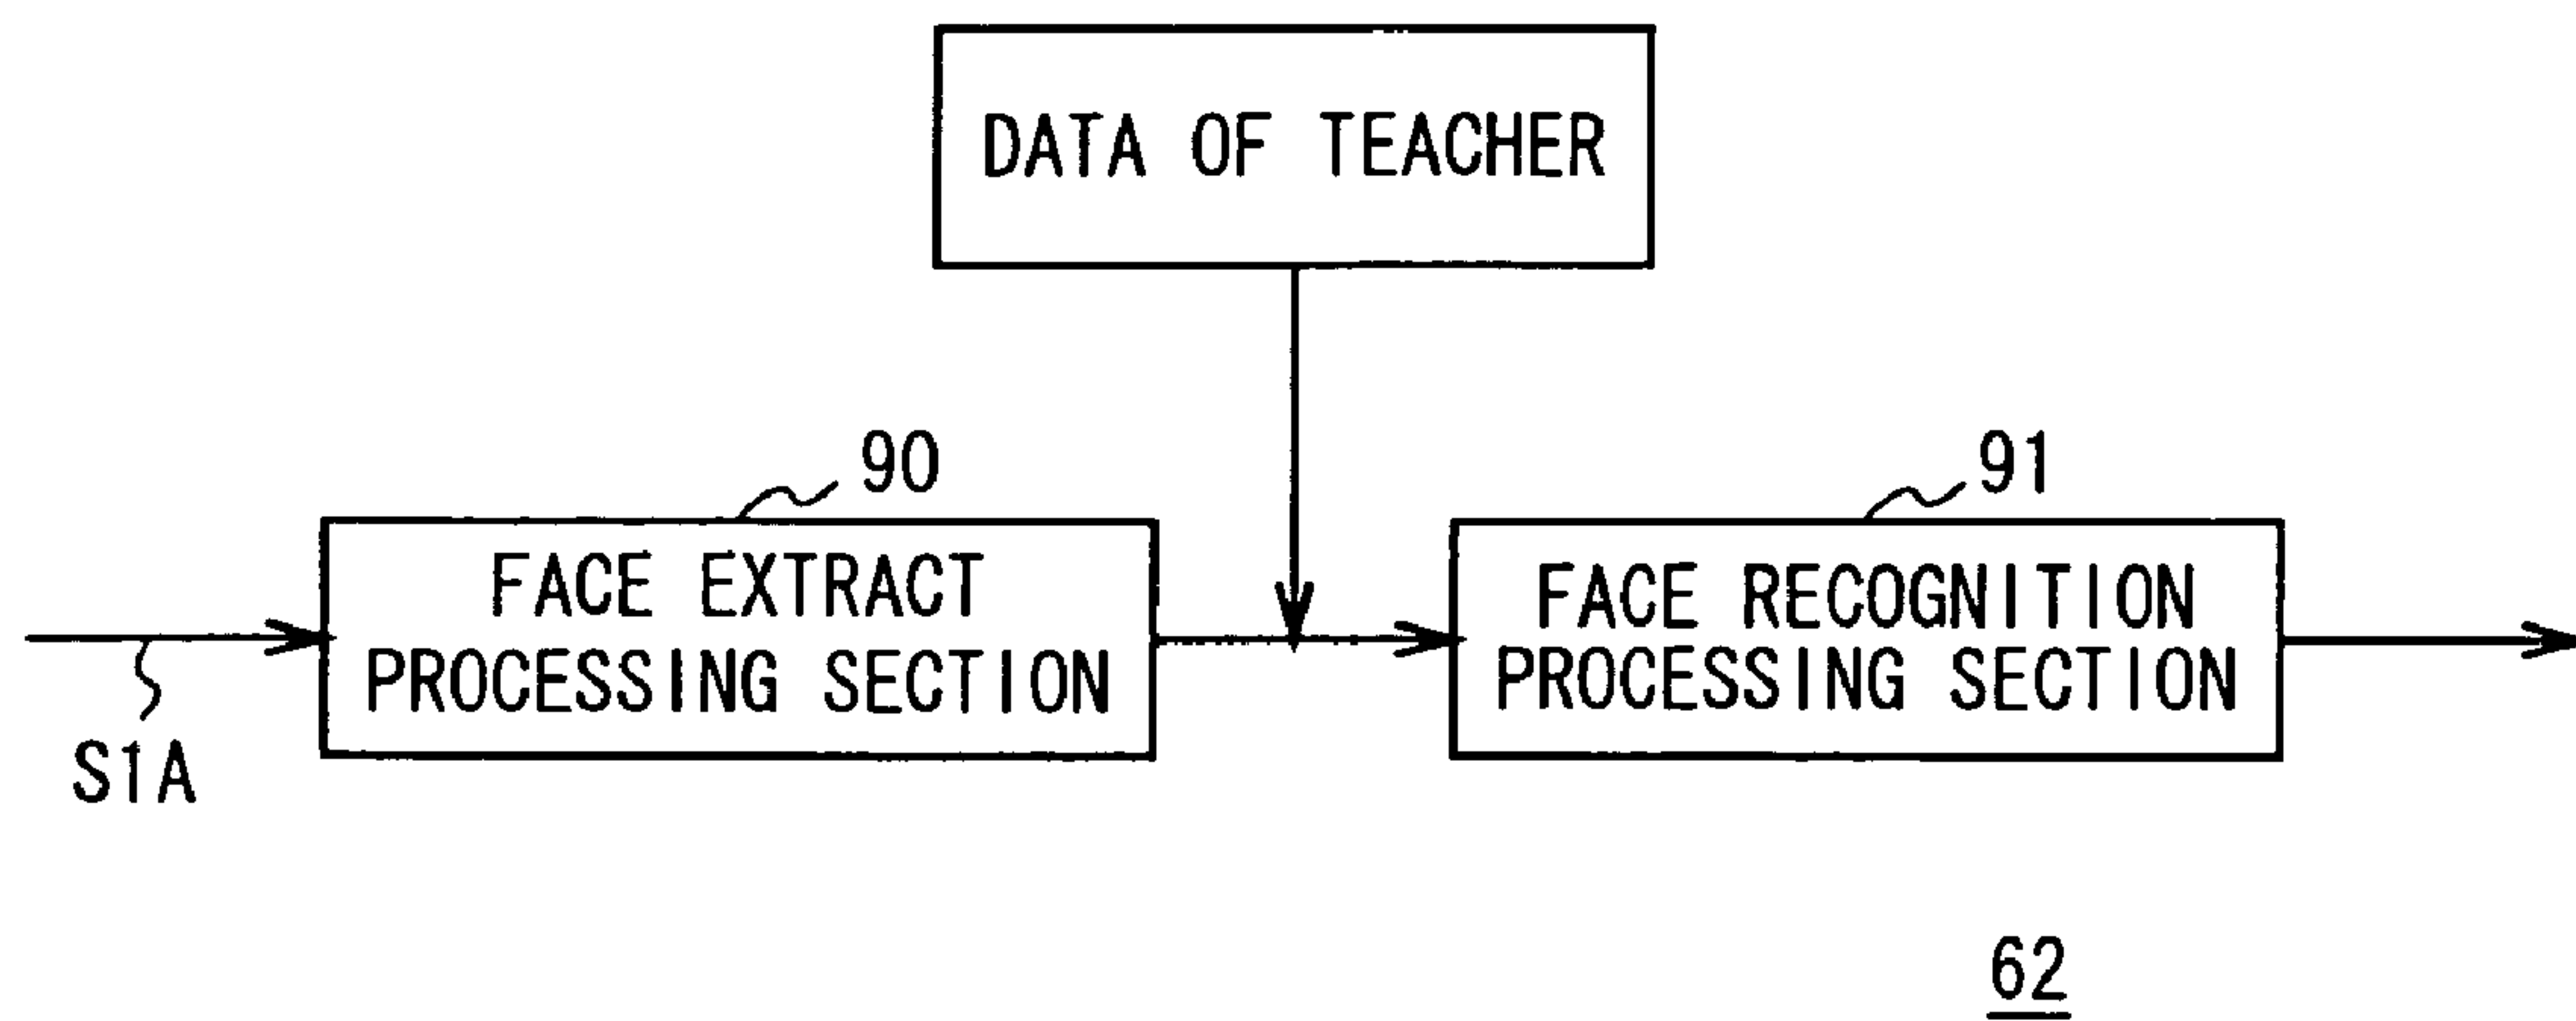 DATA OF TEACHER
90
91
FACE EXTRACT
PROCESSING SECTION
FACE RECOGNITION
PROCESSING SECTION
S1A
62